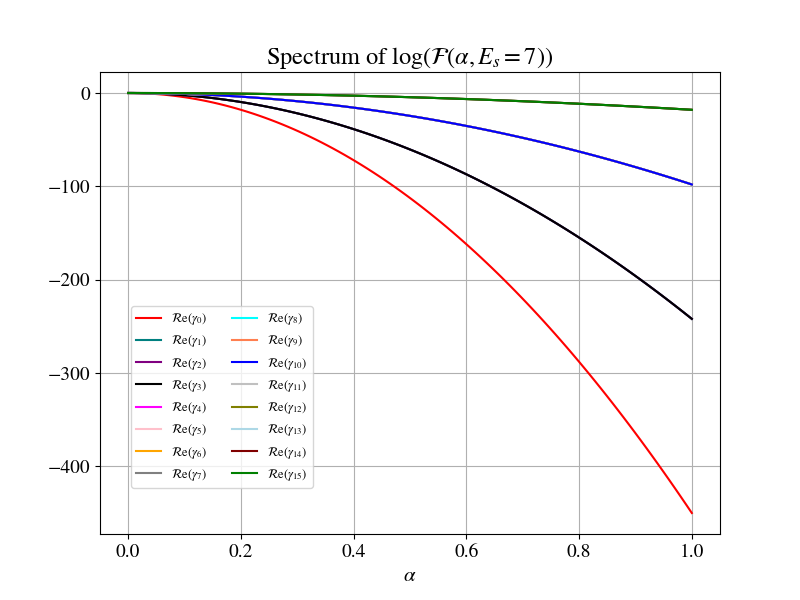 Spectrum of log(ℱ(α, E_s = 7))
0
−100
−200
−300
−400
ℛe(γ₀)
ℛe(γ₁)
ℛe(γ₂)
ℛe(γ₃)
ℛe(γ₄)
ℛe(γ₅)
ℛe(γ₆)
ℛe(γ₇)
ℛe(γ₈)
ℛe(γ₉)
ℛe(γ₁₀)
ℛe(γ₁₁)
ℛe(γ₁₂)
ℛe(γ₁₃)
ℛe(γ₁₄)
ℛe(γ₁₅)
0.0 0.2 0.4 0.6 0.8 1.0
α